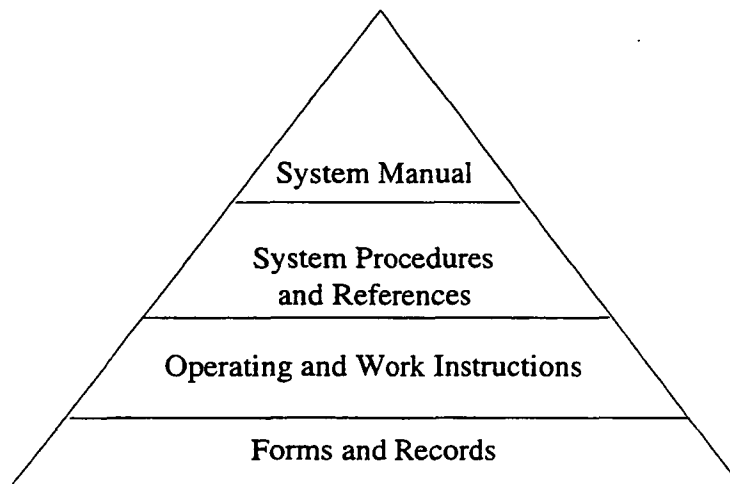 System Manual
System Procedures
and References
Operating and Work Instructions
Forms and Records